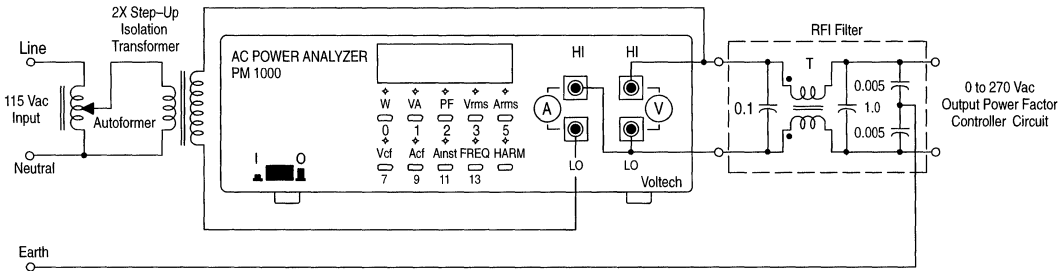 2X Step–Up
Isolation
Transformer
Line
115 Vac
Input
Autoformer
Neutral
Earth
AC POWER ANALYZER
PM 1000
W VA PF Vrms Arms
0 1 2 3 5
Vcf Acf Ainst FREQ HARM
7 9 11 13
I O
HI HI
A V
LO LO
Voltech
RFI Filter
T
0.1
1.0
0.005
0.005
0 to 270 Vac
Output Power Factor
Controller Circuit